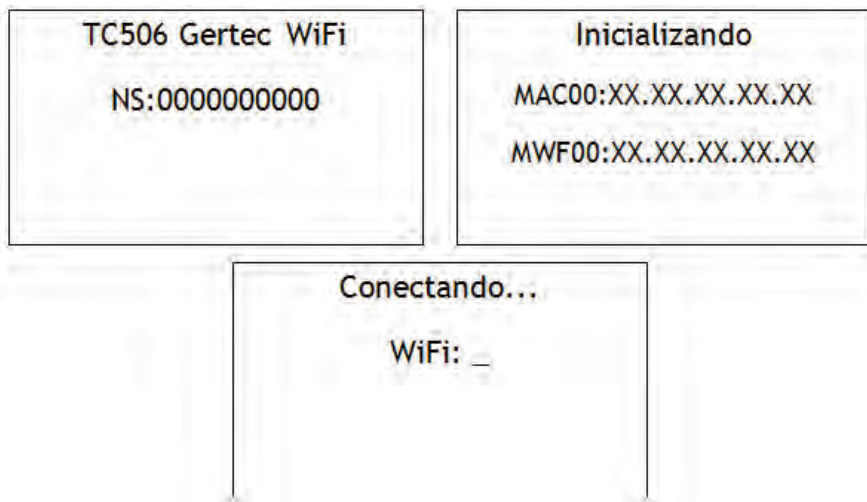 TC506 Gertec WiFi
NS:0000000000
Inicializando
MAC00:XX.XX.XX.XX.XX
MWF00:XX.XX.XX.XX.XX
Conectando...
WiFi: _